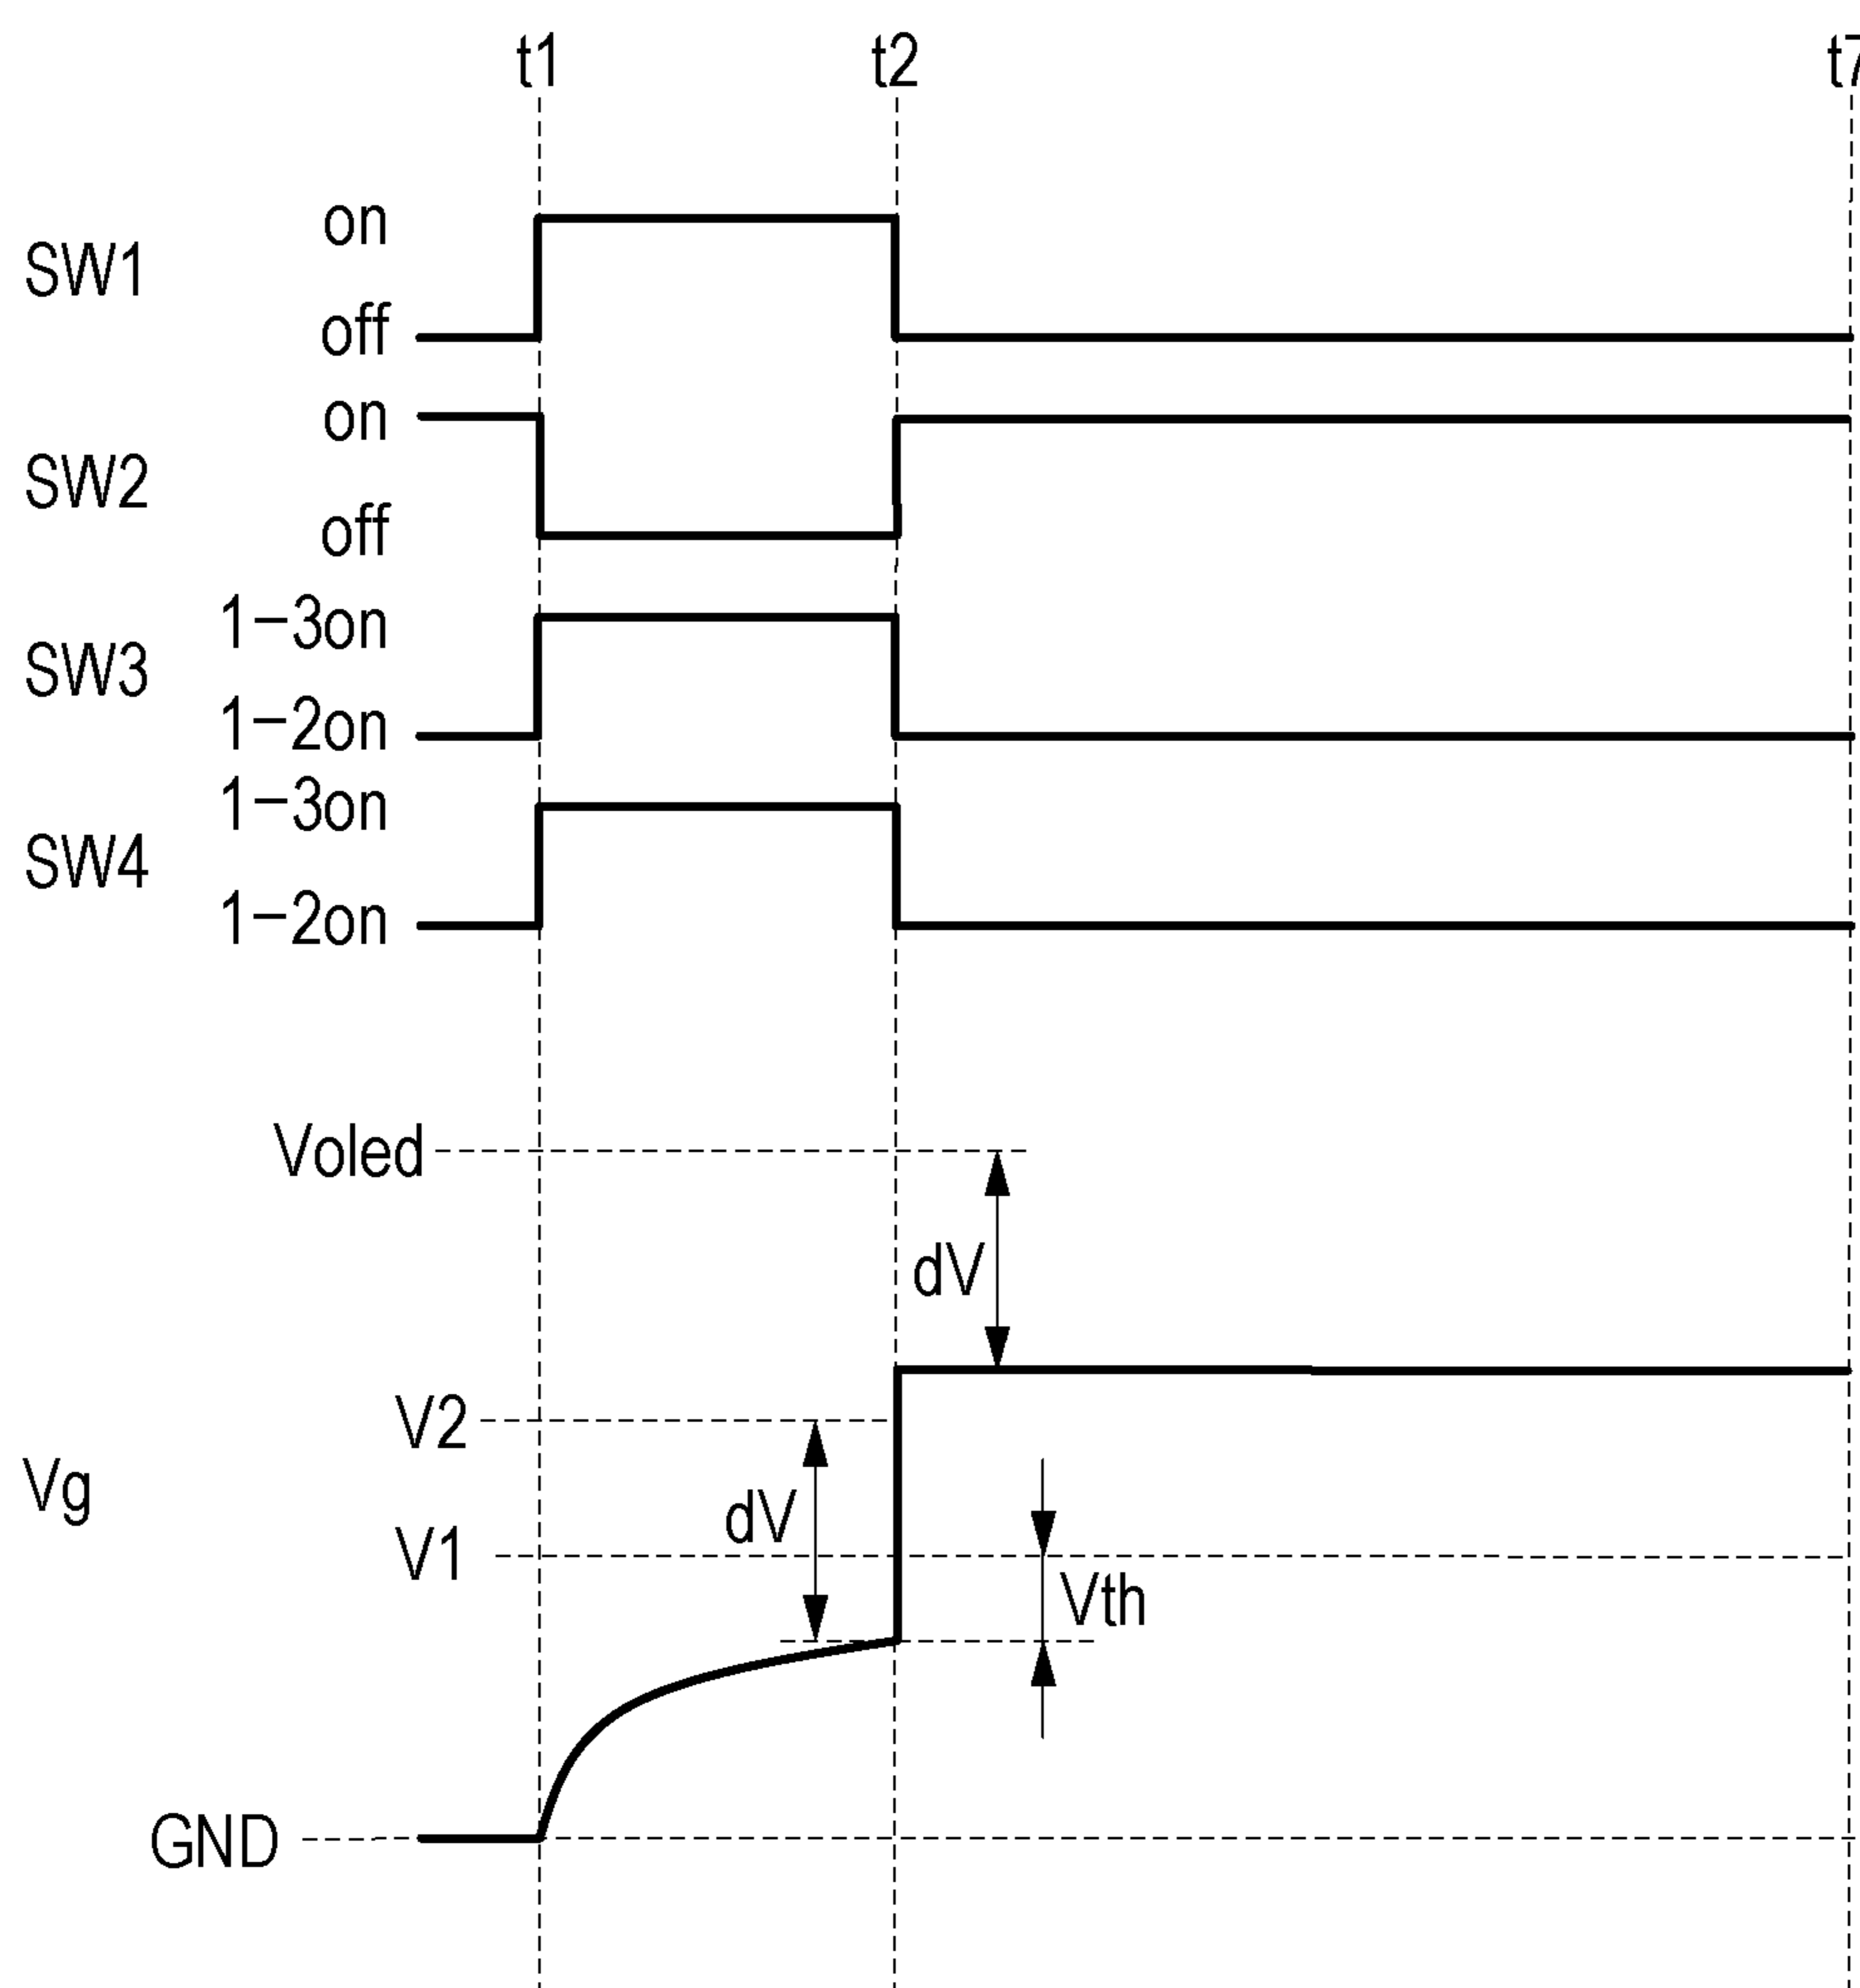 t1 t2 t7
on
SW1
off
on
SW2
off
1-3on
SW3
1-2on
1-3on
SW4
1-2on
Voled
dV
V2
Vg
dV
V1
Vth
GND